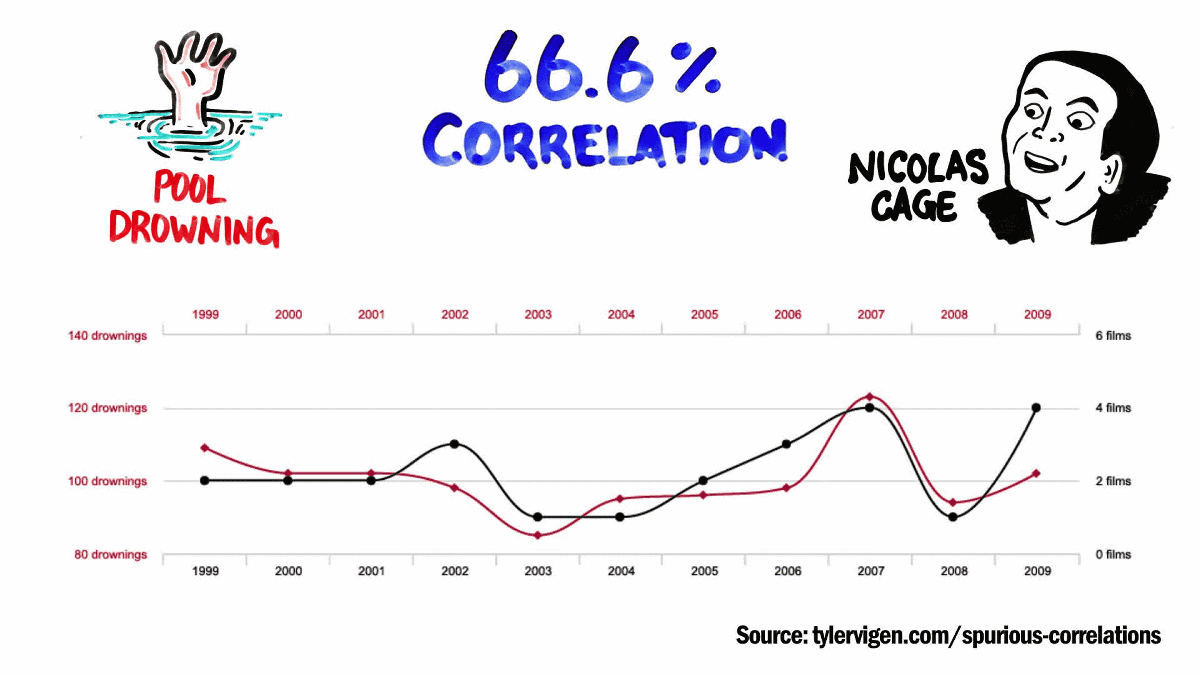 66.6%
CORRELATION
POOL
DROWNING
NICOLAS
CAGE
1999 2000 2001 2002 2003 2004 2005 2006 2007 2008 2009
140 drownings 6 films
120 drownings 4 films
100 drownings 2 films
80 drownings 0 films
1999 2000 2001 2002 2003 2004 2005 2006 2007 2008 2009
Source: tylervigen.com/spurious-correlations